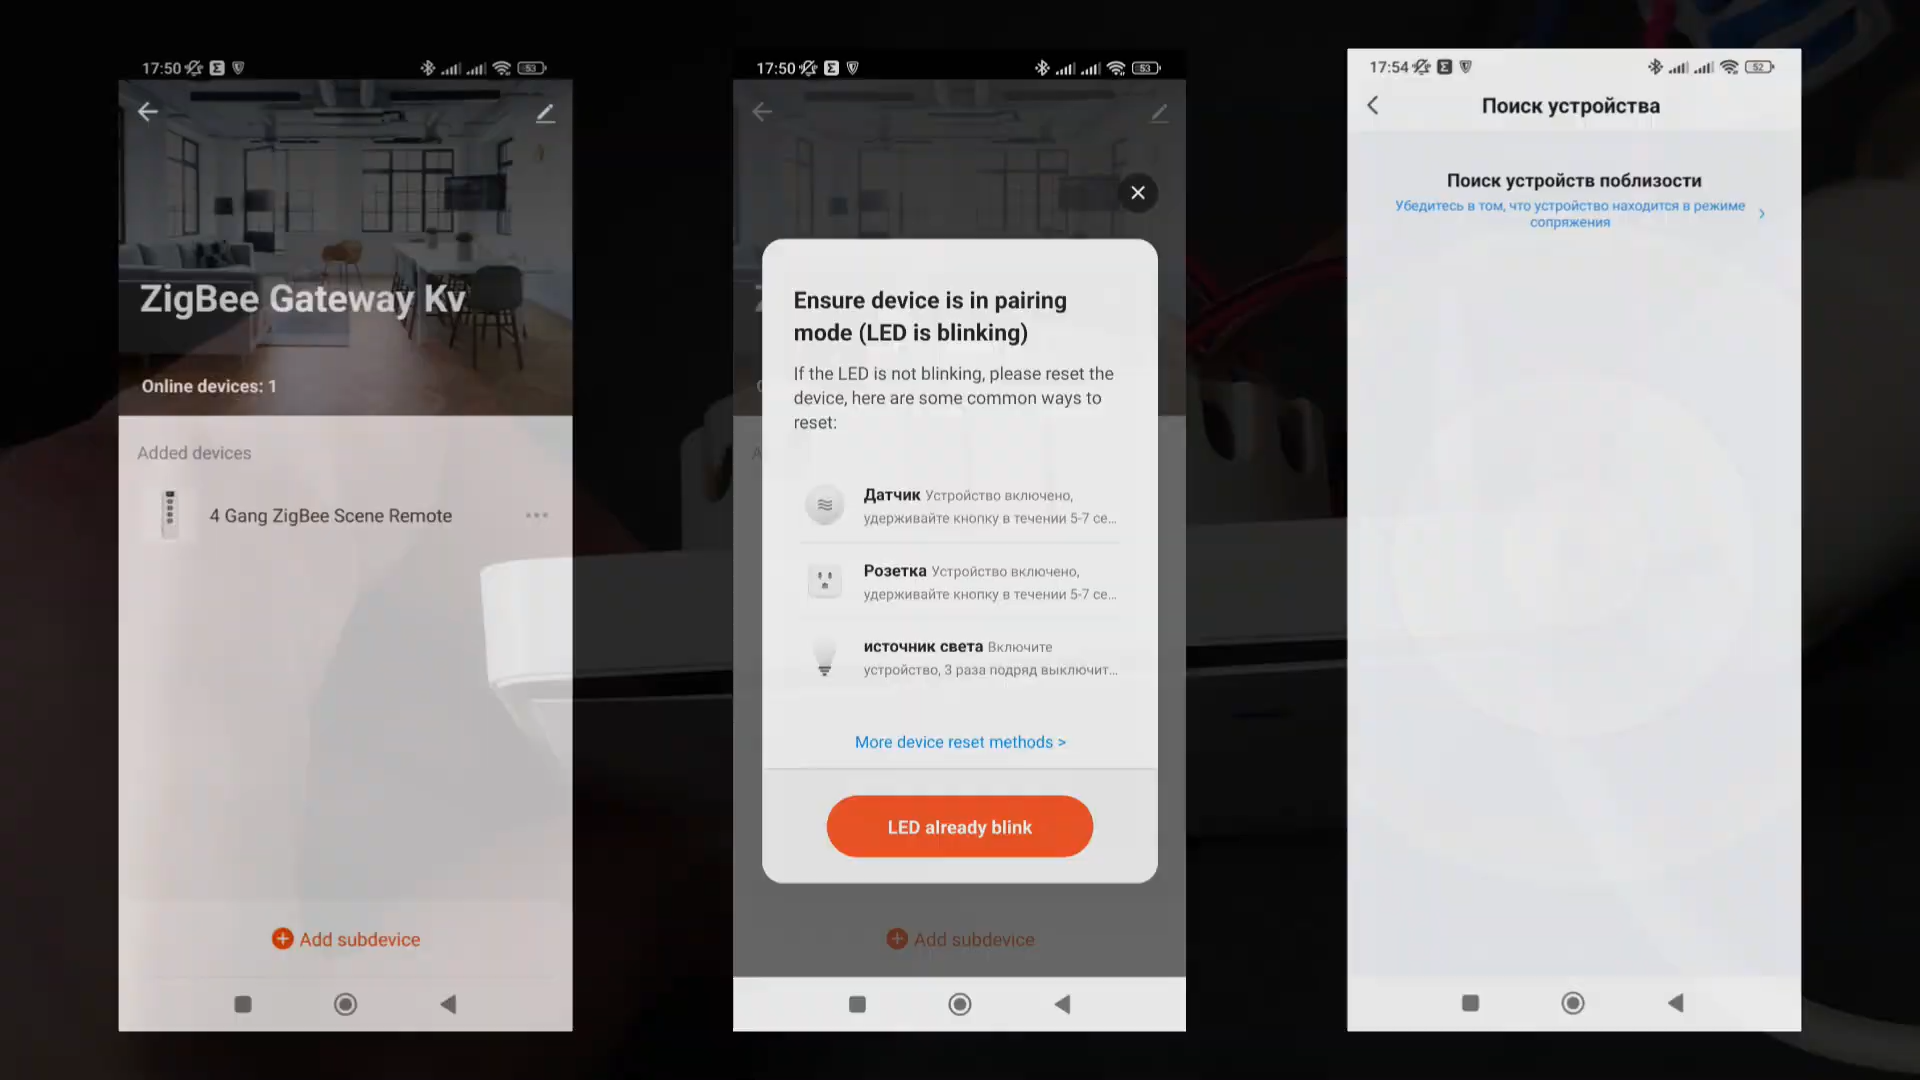 17:50
53
ZigBee Gateway Kv
Online devices: 1
Added devices
4 Gang ZigBee Scene Remote
Add subdevice
17:50
53
Ensure device is in pairing
mode (LED is blinking)
If the LED is not blinking, please reset the
device, here are some common ways to
reset:
Датчик Устройство включено,
удерживайте кнопку в течении 5-7 се...
Розетка Устройство включено,
удерживайте кнопку в течении 5-7 се...
источник света Включите
устройство, 3 раза подряд выключит...
More device reset methods >
LED already blink
Add subdevice
17:54
52
Поиск устройства
Поиск устройств поблизости
Убедитесь в том, что устройство находится в режиме
сопряжения